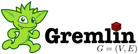 Gremlin
G = (V, E)